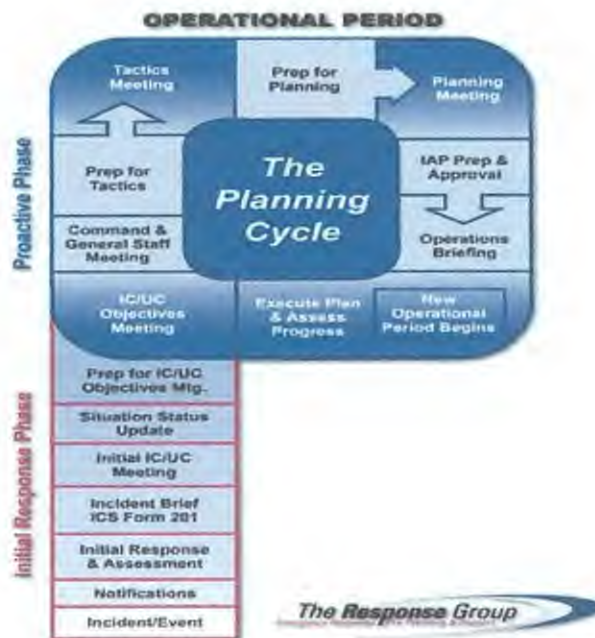 OPERATIONAL PERIOD
Tactics
Meeting
Prep for
Planning
Planning
Meeting
Proactive Phase
Prep for
Tactics
The
Planning
Cycle
IAP Prep &
Approval
Command &
General Staff
Meeting
Operations
Briefing
IC/UC
Objectives
Meeting
Execute Plan
& Assess
Progress
New
Operational
Period Begins
Initial Response Phase
Prep for IC/UC
Objectives Mtg.
Situation Status
Update
Initial IC/UC
Meeting
Incident Brief
ICS Form 201
Initial Response
& Assessment
Notifications
Incident/Event
The Response Group